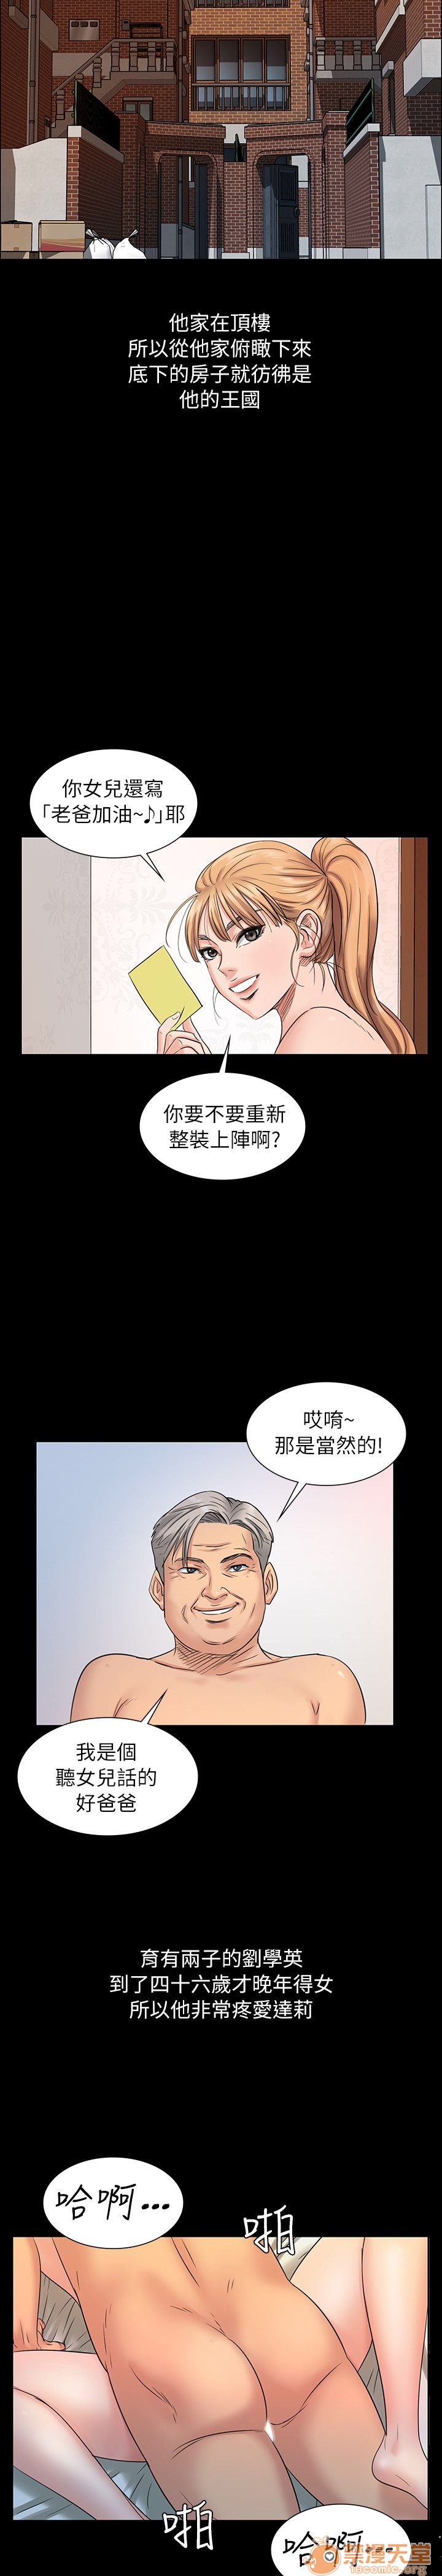 他家在頂樓
所以從他家俯瞰下來
底下的房子就彷彿是
他的王國
你女兒還寫
「老爸加油~♪」耶
你要不要重新
整裝上陣啊?
哎唷~
那是當然的!
我是個
聽女兒話的
好爸爸
育有兩子的劉學英
到了四十六歲才晚年得女
所以他非常疼愛達莉
哈啊...
啪
啪
哈啊...
禁漫天堂